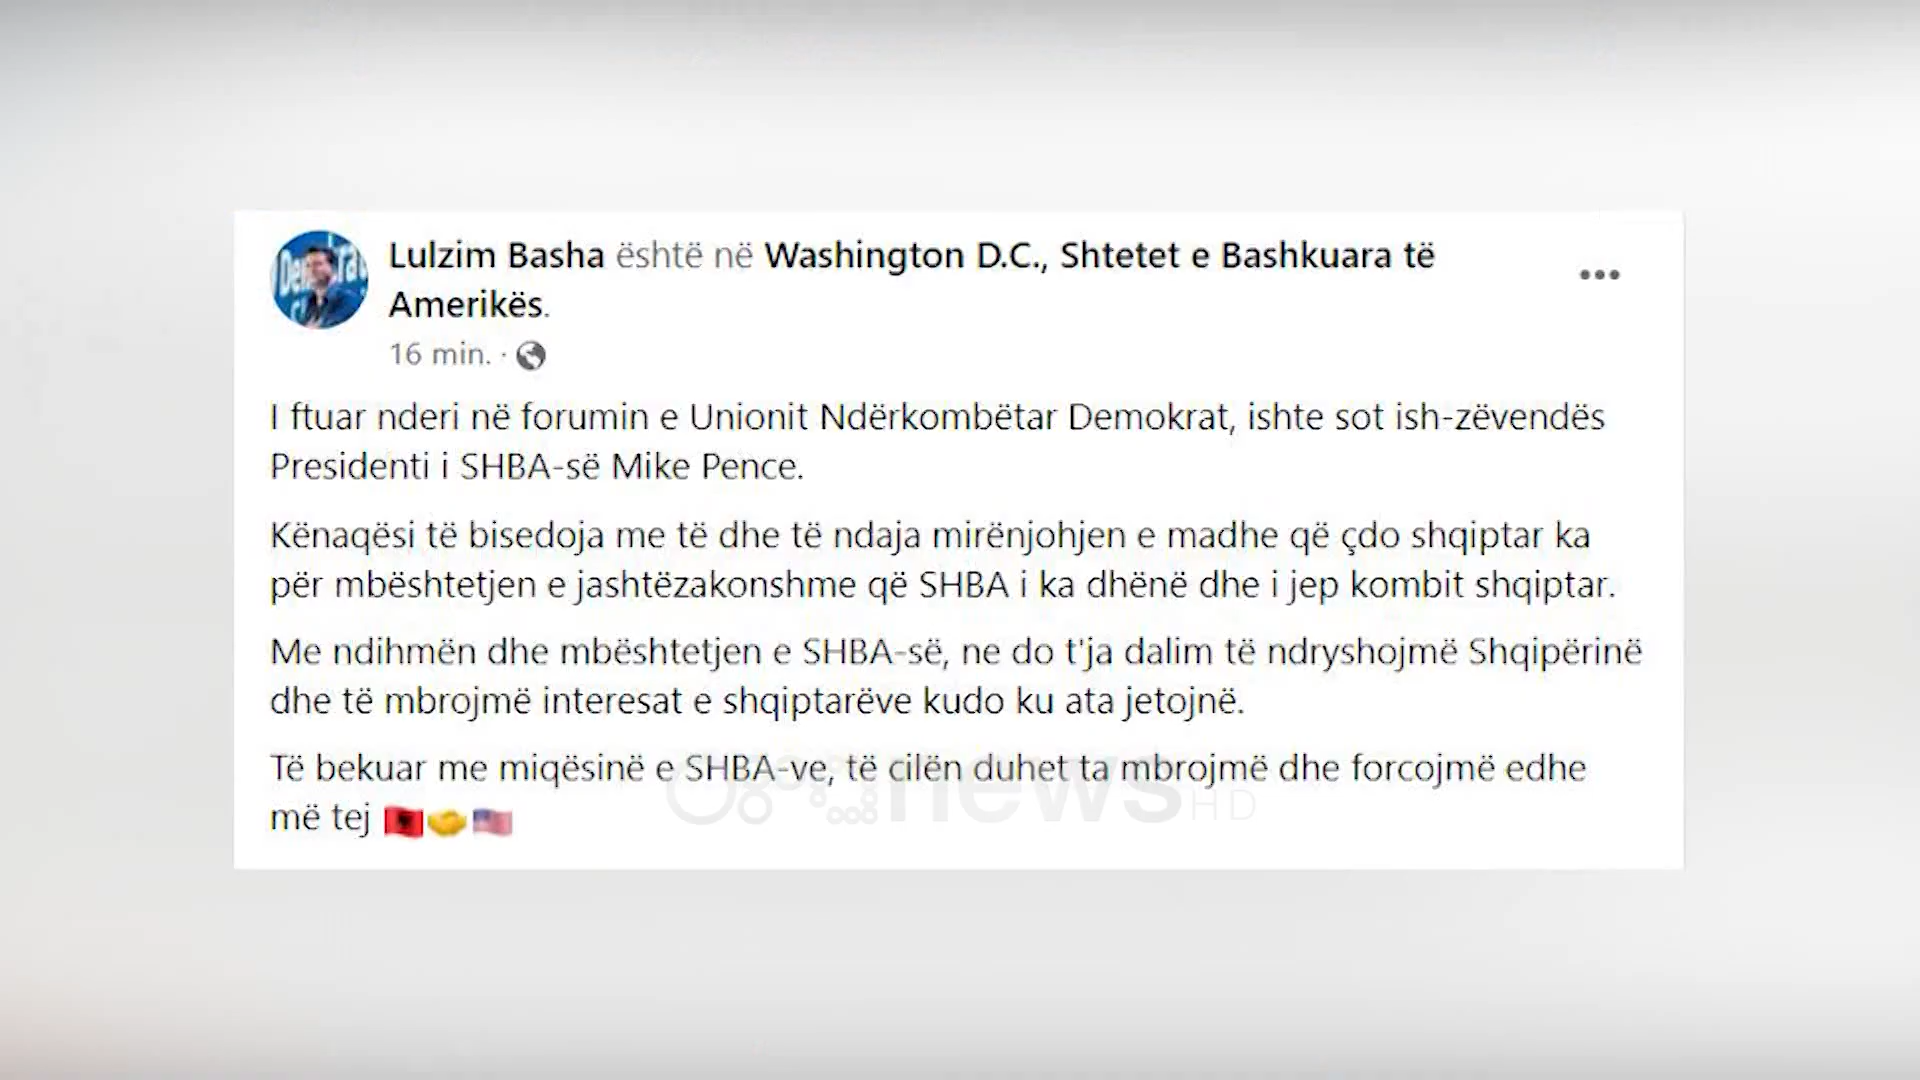 Lulzim Basha është në Washington D.C., Shtetet e Bashkuara të
Amerikës.
16 min. ·
I ftuar nderi në forumin e Unionit Ndërkombëtar Demokrat, ishte sot ish-zëvendës
Presidenti i SHBA-së Mike Pence.
Kënaqësi të bisedoja me të dhe të ndaja mirënjohjen e madhe që çdo shqiptar ka
për mbështetjen e jashtëzakonshme që SHBA i ka dhënë dhe i jep kombit shqiptar.
Me ndihmën dhe mbështetjen e SHBA-së, ne do t'ja dalim të ndryshojmë Shqipërinë
dhe të mbrojmë interesat e shqiptarëve kudo ku ata jetojnë.
Të bekuar me miqësinë e SHBA-ve, të cilën duhet ta mbrojmë dhe forcojmë edhe
më tej
news HD